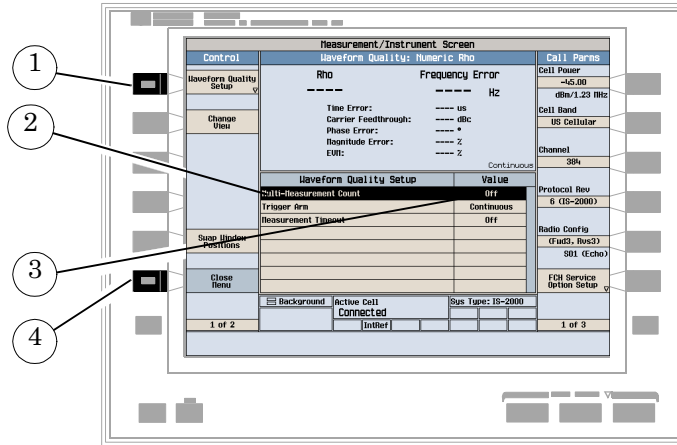 Measurement/Instrument Screen
Control
Waveform Quality: Numeric Rho
Call Parms
1
2
3
4
Waveform Quality
Setup
Change
View
Swap Window
Positions
Close
Menu
1 of 2
Rho
Frequency Error
----
---- Hz
Time Error: ---- us
Carrier Feedthrough: ---- dBc
Phase Error: ---- °
Magnitude Error: ---- %
EVM: ---- %
Continuous
Waveform Quality Setup
Value
Multi-Measurement Count Off
Trigger Arm Continuous
Measurement Timeout Off
Background
Active Cell
Sys Type: IS-2000
Connected
IntRef
Cell Power
-45.00
dBm/1.23 MHz
Cell Band
US Cellular
Channel
384
Protocol Rev
6 (IS-2000)
Radio Config
(Fwd3, Rvs3)
SO1 (Echo)
FCH Service
Option Setup
1 of 3